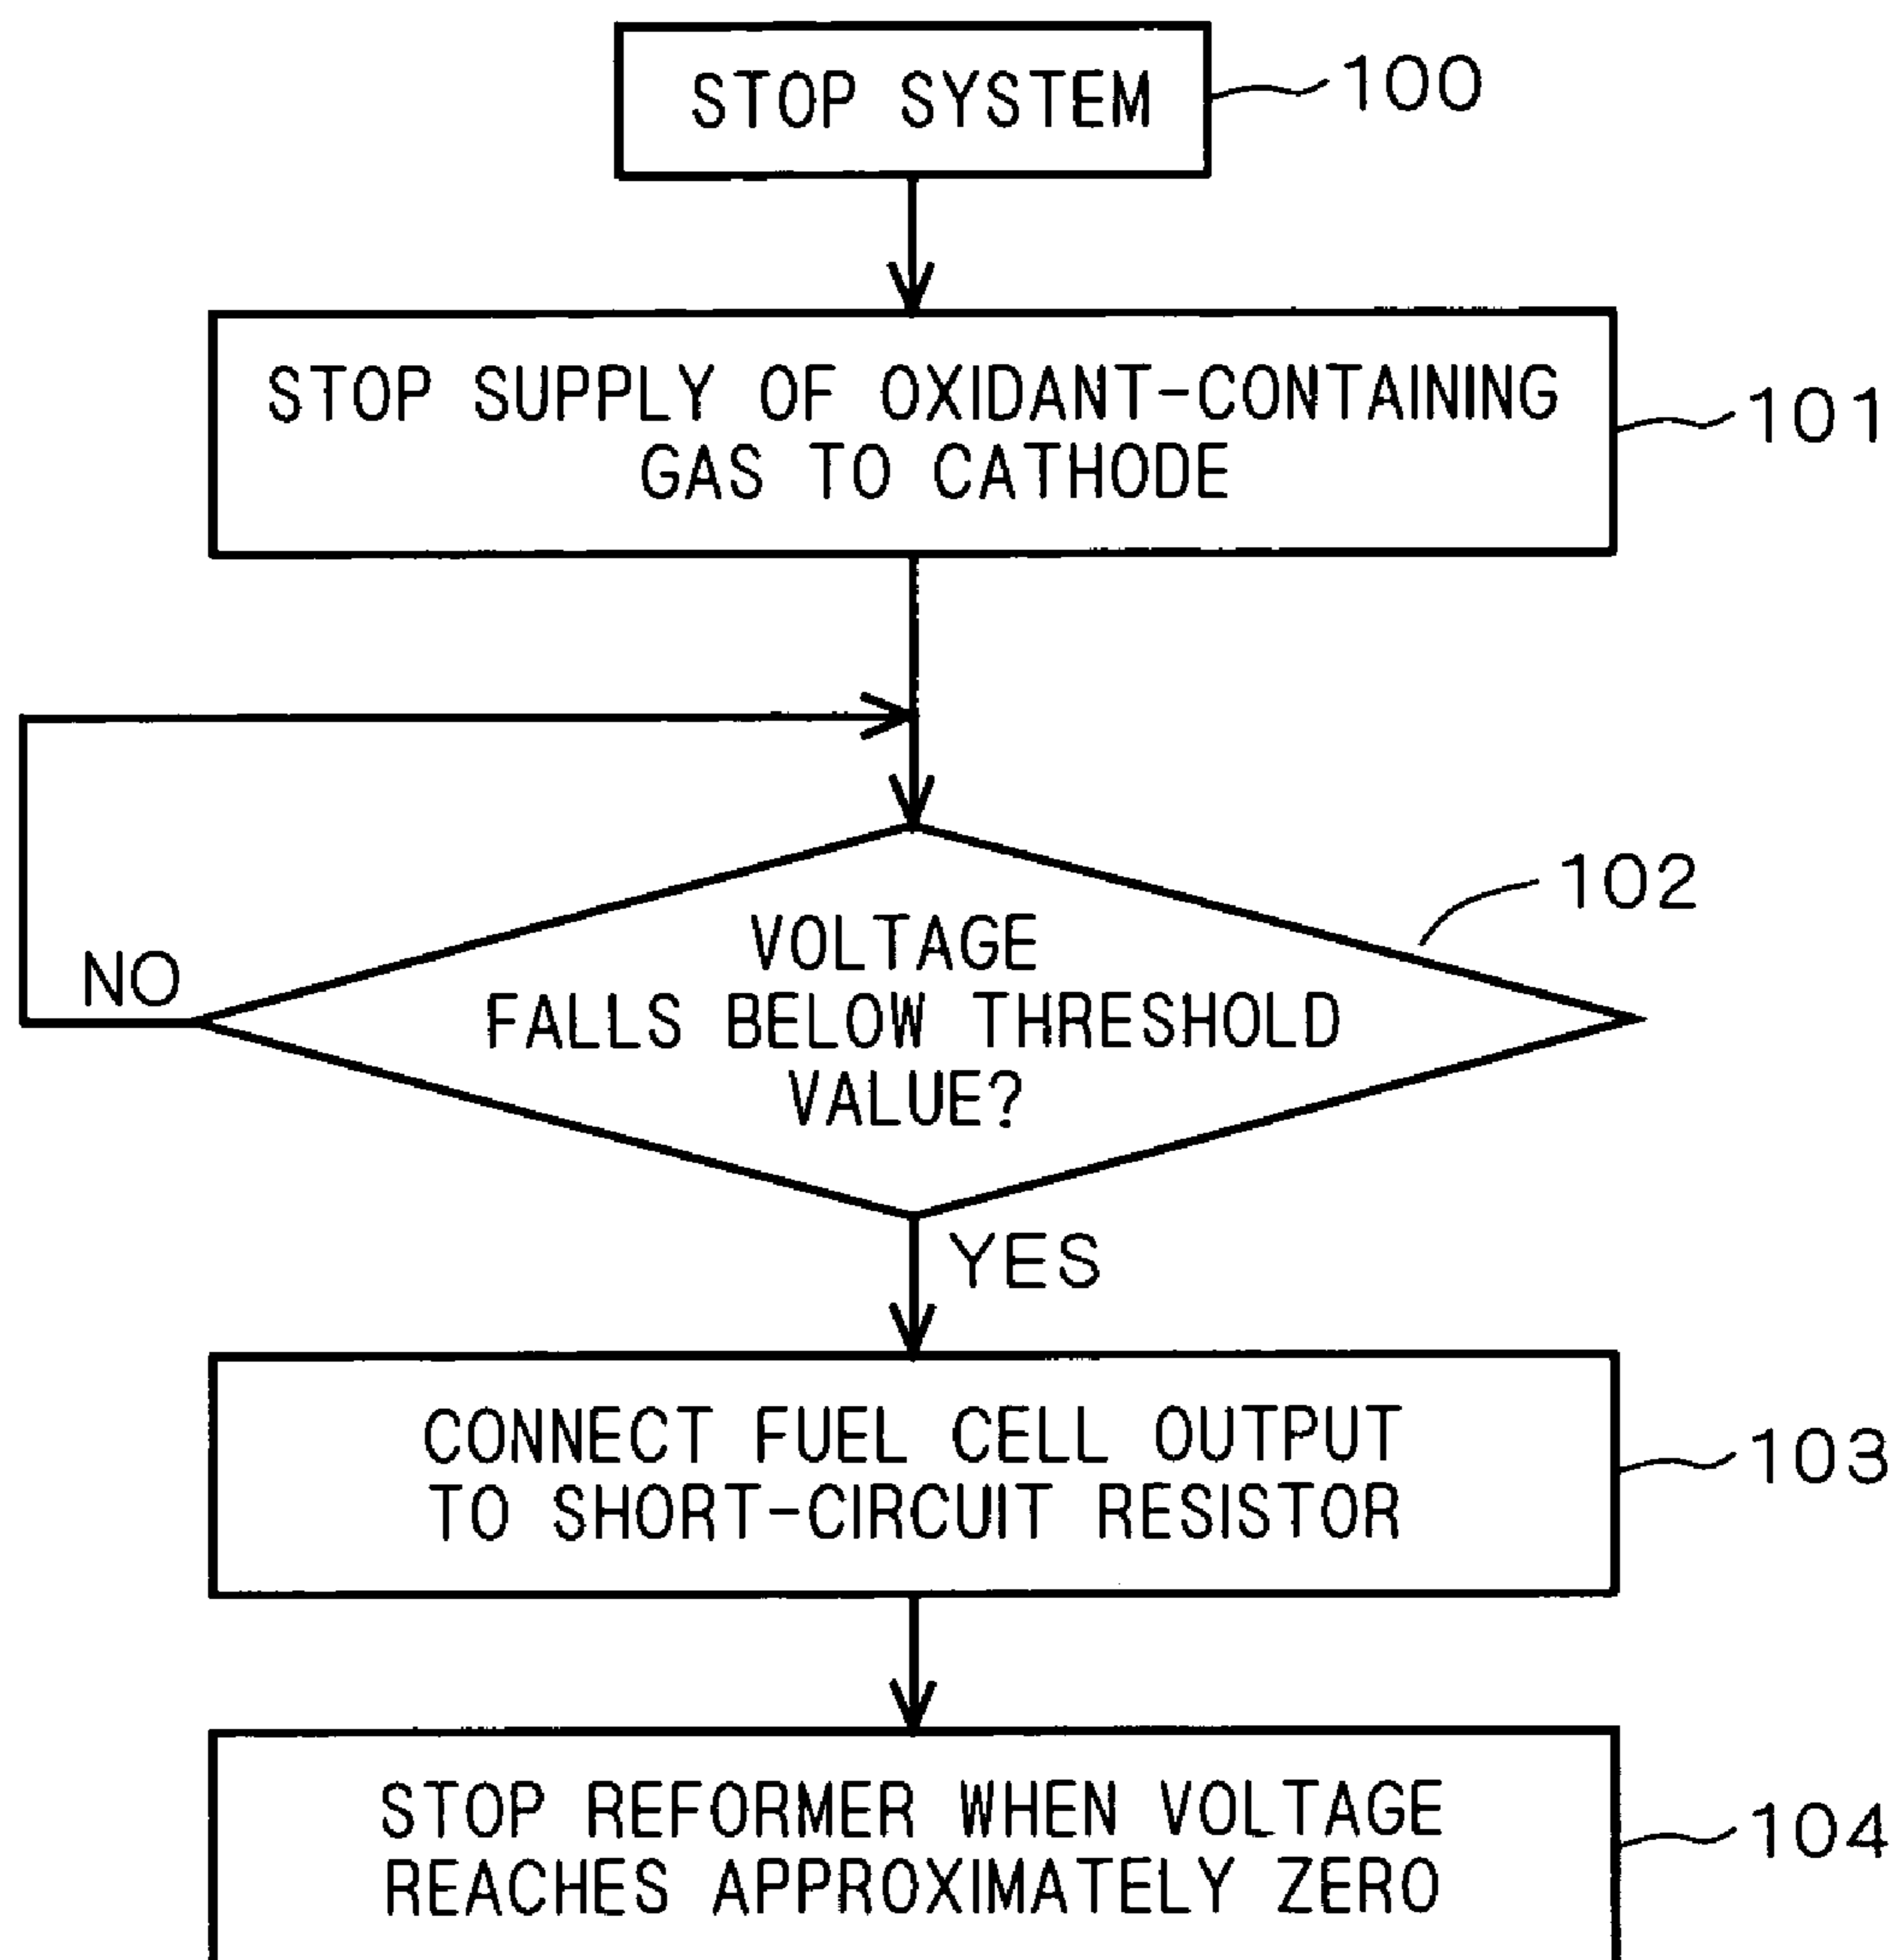 STOP SYSTEM
100
STOP SUPPLY OF OXIDANT-CONTAINING
GAS TO CATHODE
101
102
VOLTAGE
FALLS BELOW THRESHOLD
VALUE?
NO
YES
CONNECT FUEL CELL OUTPUT
TO SHORT-CIRCUIT RESISTOR
103
STOP REFORMER WHEN VOLTAGE
REACHES APPROXIMATELY ZERO
104